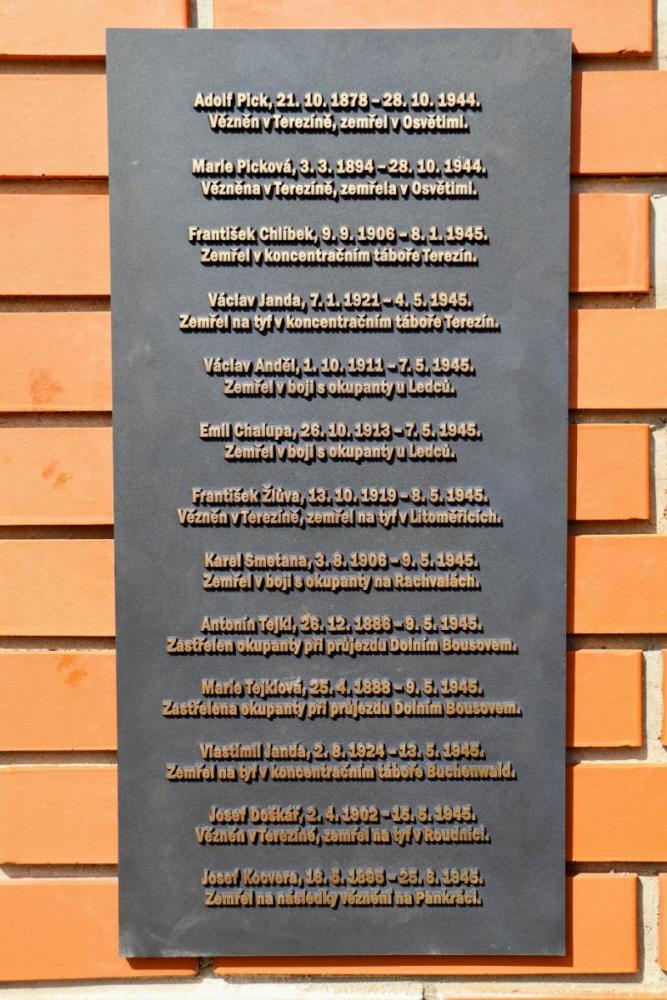 Adolf Pick, 21. 10. 1878 – 28. 10. 1944.
Vězněn v Terezíně, zemřel v Osvětimi.
Marie Picková, 3. 3. 1894 – 28. 10. 1944.
Vězněna v Terezíně, zemřela v Osvětimi.
František Chlíbek, 9. 9. 1906 – 8. 1. 1945.
Zemřel v koncentračním táboře Terezín.
Václav Janda, 7. 1. 1921 – 4. 5. 1945.
Zemřel na tyf v koncentračním táboře Terezín.
Václav Anděl, 1. 10. 1911 – 7. 5. 1945.
Zemřel v boji s okupanty u Ledců.
Emil Chalupa, 26. 10. 1913 – 7. 5. 1945.
Zemřel v boji s okupanty u Ledců.
František Žlůva, 13. 10. 1919 – 8. 5. 1945.
Vězněn v Terezíně, zemřel na tyf v Litoměřicích.
Karel Smetana, 3. 8. 1906 – 9. 5. 1945.
Zemřel v boji s okupanty na Rachvalách.
Antonín Tejkl, 26. 12. 1886 – 9. 5. 1945.
Zastřelen okupanty při průjezdu Dolním Bousovem.
Marie Tejklová, 25. 4. 1888 – 9. 5. 1945.
Zastřelena okupanty při průjezdu Dolním Bousovem.
Vlastimil Janda, 2. 8. 1924 – 13. 5. 1945.
Zemřel na tyf v koncentračním táboře Buchenwald.
Josef Doškář, 2. 4. 1902 – 15. 5. 1945.
Vězněn v Terezíně, zemřel na tyf v Roudnici.
Josef Kocvera, 16. 5. 1895 – 25. 6. 1945.
Zemřel na následky věznění na Pankráci.